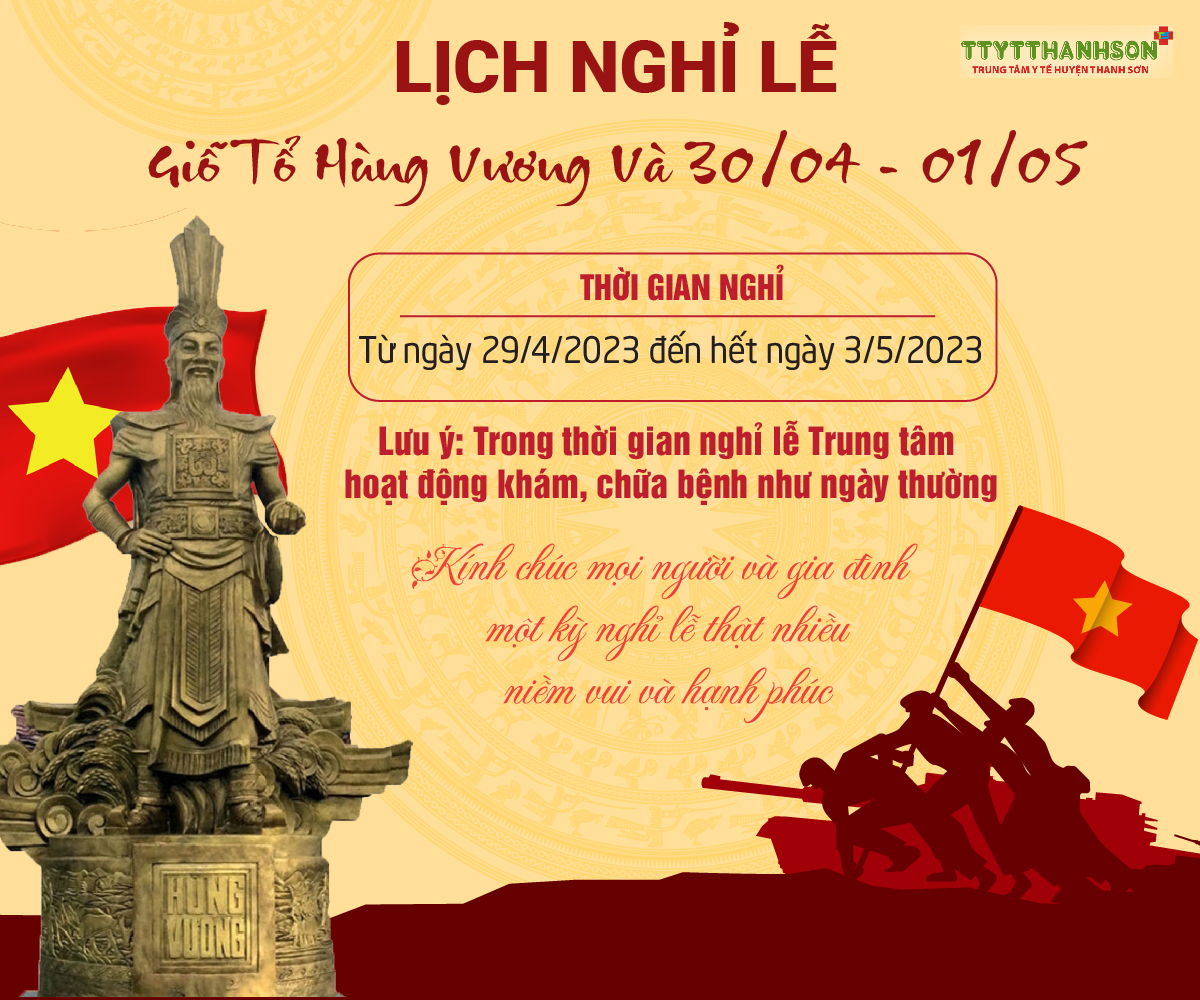 LỊCH NGHỈ LỄ
TTYTTHANHSON
TRUNG TÂM Y TẾ HUYỆN THANH SƠN
Giỗ Tổ Hùng Vương Và 30/04 - 01/05
THỜI GIAN NGHỈ
Từ ngày 29/4/2023 đến hết ngày 3/5/2023
Lưu ý: Trong thời gian nghỉ lễ Trung tâm
hoạt động khám, chữa bệnh như ngày thường
Kính chúc mọi người và gia đình
một kỳ nghỉ lễ thật nhiều
niềm vui và hạnh phúc
HÙNG
VƯƠNG